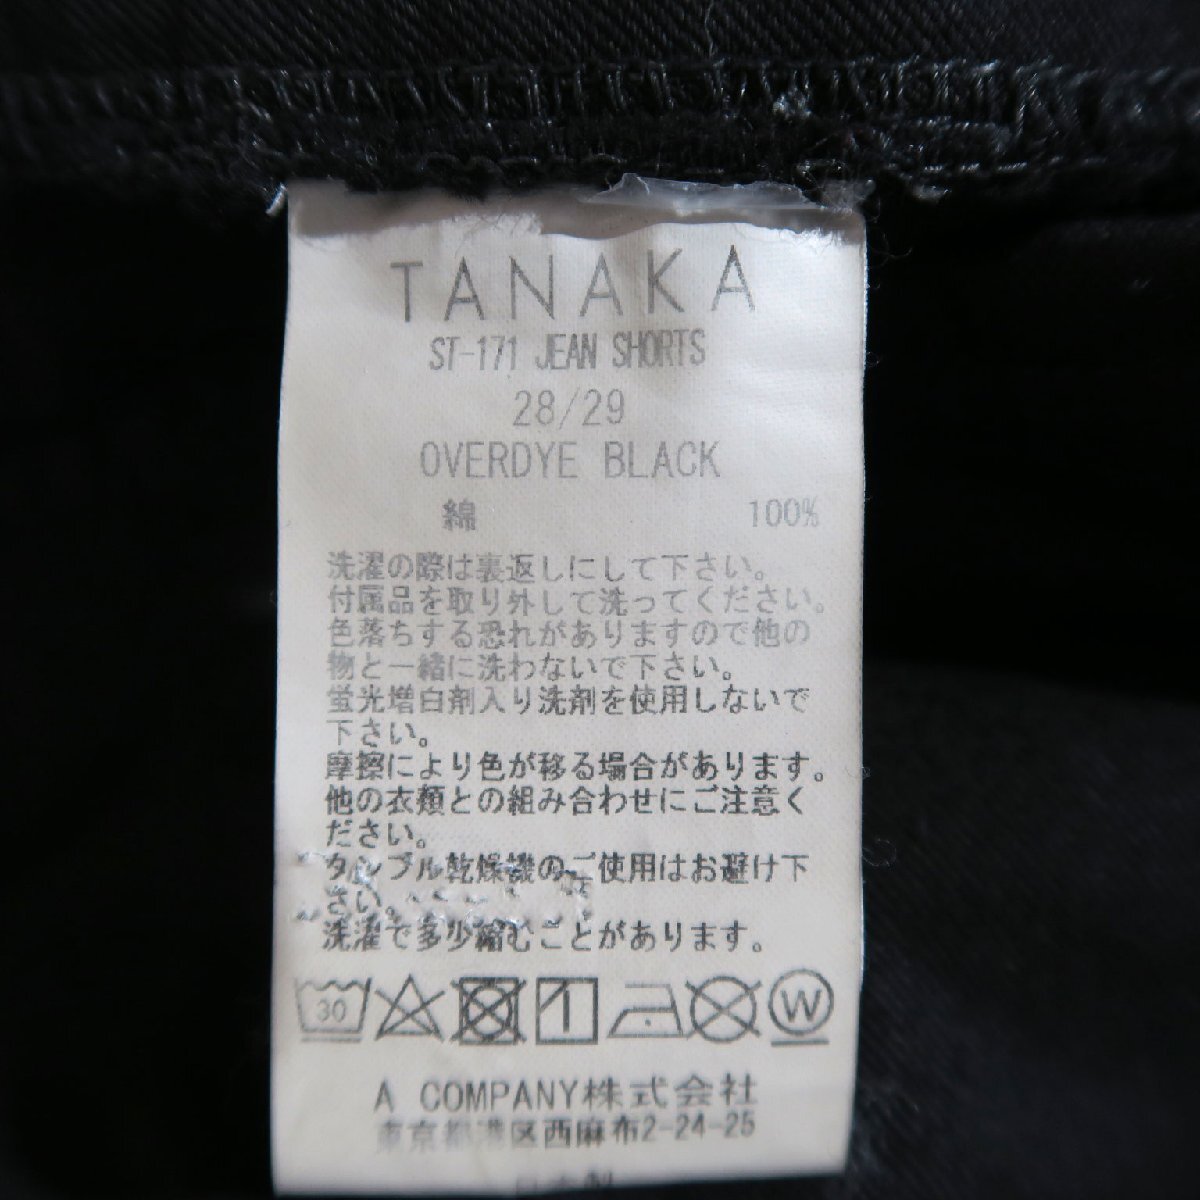 TANAKA
ST-171 JEAN SHORTS
28/29
OVERDYE BLACK
綿 100%
洗濯の際は裏返しにして下さい。
付属品を取り外して洗ってください。
色落ちする恐れがありますので他の
物と一緒に洗わないで下さい。
蛍光増白剤入り洗剤を使用しないで
下さい。
摩擦により色が移る場合があります。
他の衣類との組み合わせにご注意く
ださい。
タンブル乾燥機のご使用はお避け下
さい。
洗濯で多少縮むことがあります。
30 W
A COMPANY株式会社
東京都港区西麻布2-24-25
日本製